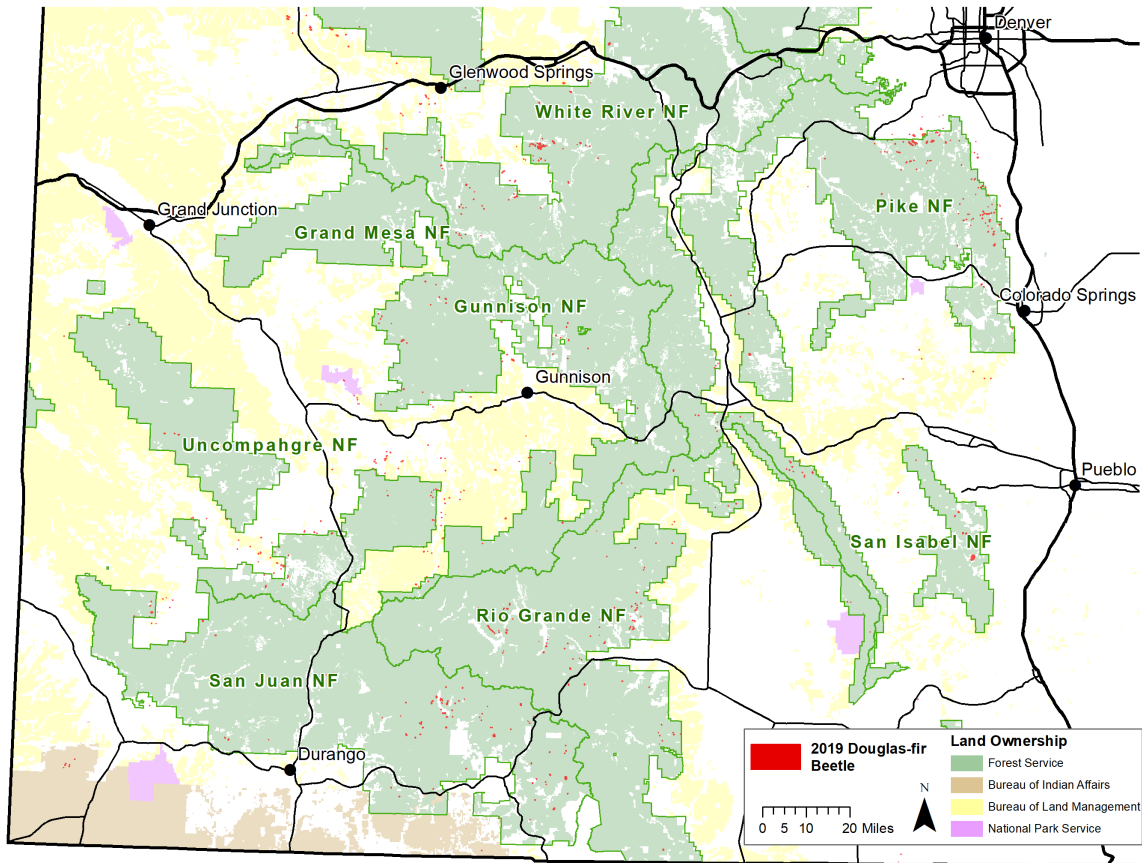 Denver
Glenwood Springs
White River NF
Grand Junction
Pike NF
Grand Mesa NF
Colorado Springs
Gunnison NF
Gunnison
Uncompahgre NF
Pueblo
San Isabel NF
Rio Grande NF
San Juan NF
Durango
2019 Douglas-fir
Beetle
0 5 10 20 Miles
N
Land Ownership
Forest Service
Bureau of Indian Affairs
Bureau of Land Management
National Park Service